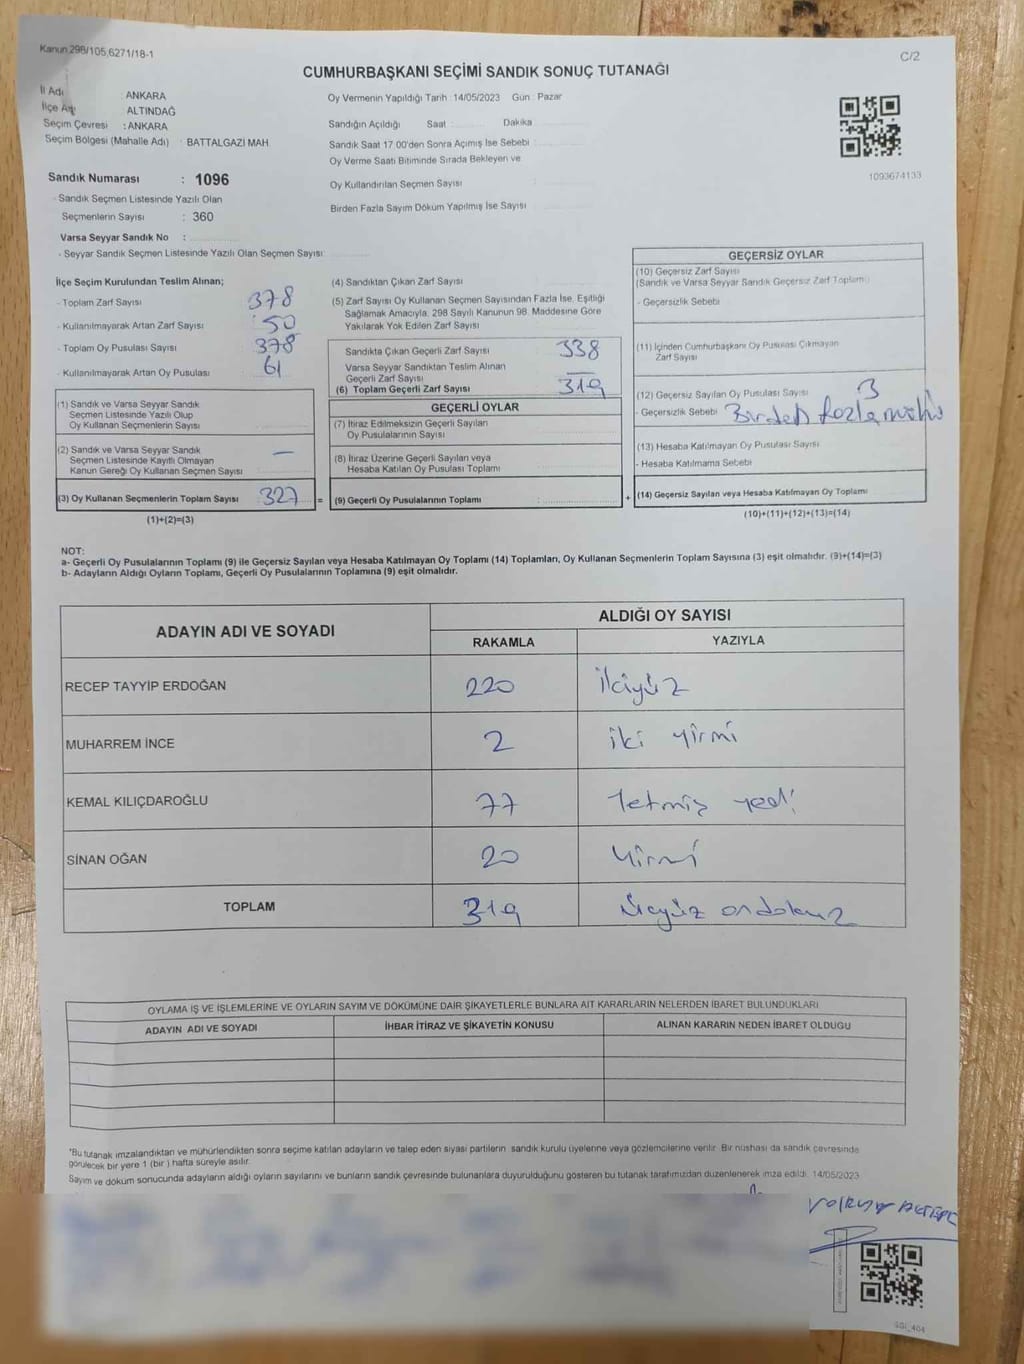 Kanun 298/105,6271/18-1
C/2
CUMHURBAŞKANI SEÇİMİ SANDIK SONUÇ TUTANAĞI
İl Adı : ANKARA
İlçe Adı : ALTINDAĞ
Seçim Çevresi : ANKARA
Seçim Bölgesi (Mahalle Adı) : BATTALGAZİ MAH
Sandık Numarası : 1096
- Sandık Seçmen Listesinde Yazılı Olan
Seçmenlerin Sayısı : 360
Varsa Seyyar Sandık No :
- Seyyar Sandık Seçmen Listesinde Yazılı Olan Seçmen Sayısı:
Oy Vermenin Yapıldığı Tarih : 14/05/2023 Gün : Pazar
Sandığın Açıldığı Saat : Dakika
Sandık Saat 17 00'den Sonra Açımış İse Sebebi :
Oy Verme Saati Bitiminde Sırada Bekleyen ve
Oy Kullandırılan Seçmen Sayısı :
Birden Fazla Sayım Döküm Yapılmış İse Sayısı :
1093674133
İlçe Seçim Kurulundan Teslim Alınan;
- Toplam Zarf Sayısı : 378
- Kullanılmayarak Artan Zarf Sayısı : 50
- Toplam Oy Pusulası Sayısı : 378
- Kullanılmayarak Artan Oy Pusulası : 61
(1) Sandık ve Varsa Seyyar Sandık
Seçmen Listesinde Yazılı Olup
Oy Kullanan Seçmenlerin Sayısı :
(2) Sandık ve Varsa Seyyar Sandık
Seçmen Listesinde Kayıtlı Olmayan
Kanun Gereği Oy Kullanan Seçmen Sayısı : —
(3) Oy Kullanan Seçmenlerin Toplam Sayısı : 327 =
(1)+(2)=(3)
(4) Sandıktan Çıkan Zarf Sayısı :
(5) Zarf Sayısı Oy Kullanan Seçmen Sayısından Fazla İse, Eşitliği
Sağlamak Amacıyla, 298 Sayılı Kanunun 98. Maddesine Göre
Yakılarak Yok Edilen Zarf Sayısı :
Sandıkta Çıkan Geçerli Zarf Sayısı : 338
Varsa Seyyar Sandıktan Teslim Alınan
Geçerli Zarf Sayısı : —
(6) Toplam Geçerli Zarf Sayısı : 319
GEÇERLİ OYLAR
(7) İtiraz Edilmeksizin Geçerli Sayılan
Oy Pusulalarının Sayısı :
(8) İtiraz Üzerine Geçerli Sayılan veya
Hesaba Katılan Oy Pusulası Toplamı :
(9) Geçerli Oy Pusulalarının Toplamı : +
GEÇERSİZ OYLAR
(10) Geçersiz Zarf Sayısı
(Sandık ve Varsa Seyyar Sandık Geçersiz Zarf Toplamı) :
- Geçersizlik Sebebi
(11) İçinden Cumhurbaşkanı Oy Pusulası Çıkmayan
Zarf Sayısı
(12) Geçersiz Sayılan Oy Pusulası Sayısı : 3
- Geçersizlik Sebebi : Birden fazla mühür
(13) Hesaba Katılmayan Oy Pusulası Sayısı
- Hesaba Katılmama Sebebi
(14) Geçersiz Sayılan veya Hesaba Katılmayan Oy Toplamı :
(10)+(11)+(12)+(13)=(14)
NOT:
a- Geçerli Oy Pusulalarının Toplamı (9) ile Geçersiz Sayılan veya Hesaba Katılmayan Oy Toplamı (14) Toplamları, Oy Kullanan Seçmenlerin Toplam Sayısına (3) eşit olmalıdır. (9)+(14)=(3)
b- Adayların Aldığı Oyların Toplamı, Geçerli Oy Pusulalarının Toplamına (9) eşit olmalıdır.
ADAYIN ADI VE SOYADI ALDIĞI OY SAYISI
RAKAMLA YAZIYLA
RECEP TAYYİP ERDOĞAN 220 ikiyüz
MUHARREM İNCE 2 iki yirmi
KEMAL KILIÇDAROĞLU 77 Yetmiş yedi
SİNAN OĞAN 20 Yirmi
TOPLAM 319 üçyüz ondokuz
OYLAMA İŞ VE İŞLEMLERİNE VE OYLARIN SAYIM VE DÖKÜMÜNE DAİR ŞİKAYETLERLE BUNLARA AİT KARARLARIN NELERDEN İBARET BULUNDUKLARI
ADAYIN ADI VE SOYADI İHBAR İTİRAZ VE ŞİKAYETİN KONUSU ALINAN KARARIN NEDEN İBARET OLDUĞU
*Bu tutanak imzalandıktan ve mühürlendikten sonra seçime katılan adayların ve talep eden siyasi partilerin sandık kurulu üyelerine veya gözlemcilerine verilir. Bir nüshası da sandık çevresinde
görülecek bir yere 1 (bir ) hafta süreyle asılır.
Sayım ve döküm sonucunda adayların aldığı oyların sayılarını ve bunların sandık çevresinde bulunanlara duyurulduğunu gösteren bu tutanak tarafımızdan düzenlenerek imza edildi. 14/05/2023